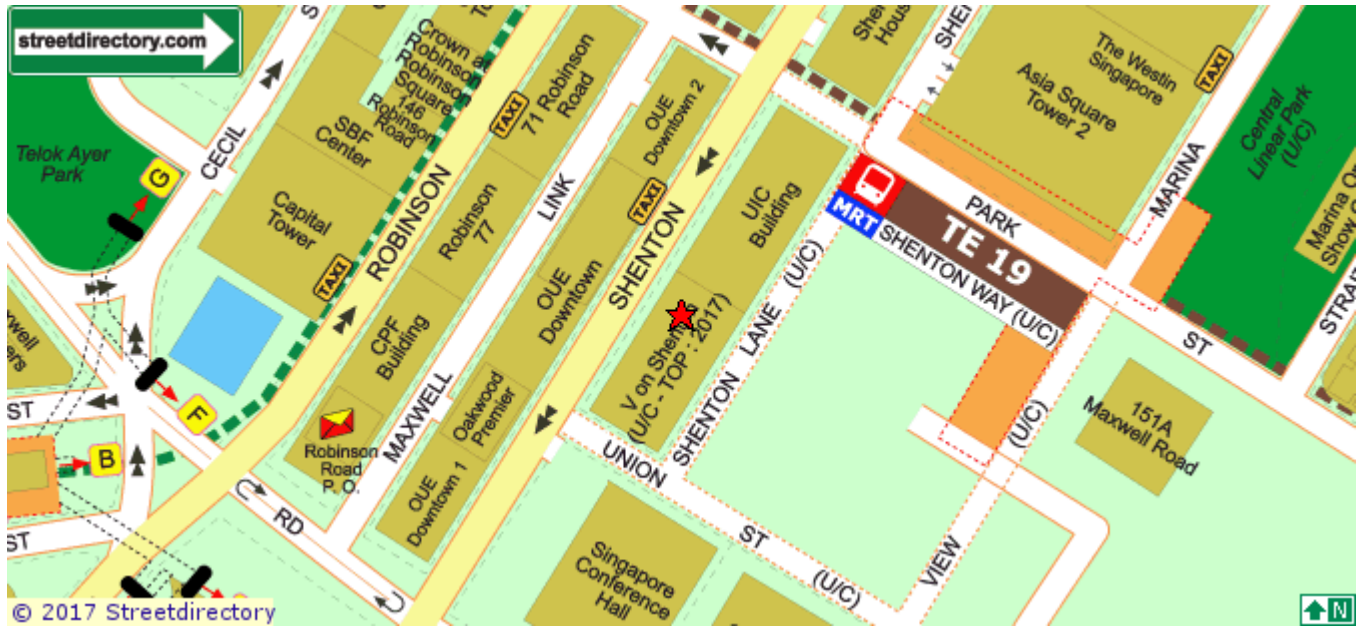 streetdirectory.com
Telok Ayer
Park
G
CECIL
Crown at
Robinson
Robinson
Square
146
Robinson
Road
SBF
Center
Capital
Tower
TAXI
ROBINSON
TAXI
71 Robinson
Road
Robinson
77
CPF
Building
Robinson
Road
P. O.
LINK
MAXWELL
OUE
Downtown 2
TAXI
OUE
Downtown
Oakwood
Premier
OUE
Downtown 1
SHENTON
UIC
Building
V on Shenton
(U/C - TOP : 2017)
SHENTON LANE (U/C)
MRT
TE 19
SHENTON WAY (U/C)
PARK
ST
Asia Square
Tower 2
The Westin
Singapore
TAXI
MARINA
Central
Linear Park
(U/C)
151A
Maxwell Road
(U/C)
VIEW
UNION
ST
(U/C)
Singapore
Conference
Hall
F
B
ST
ST
RD
© 2017 Streetdirectory
N